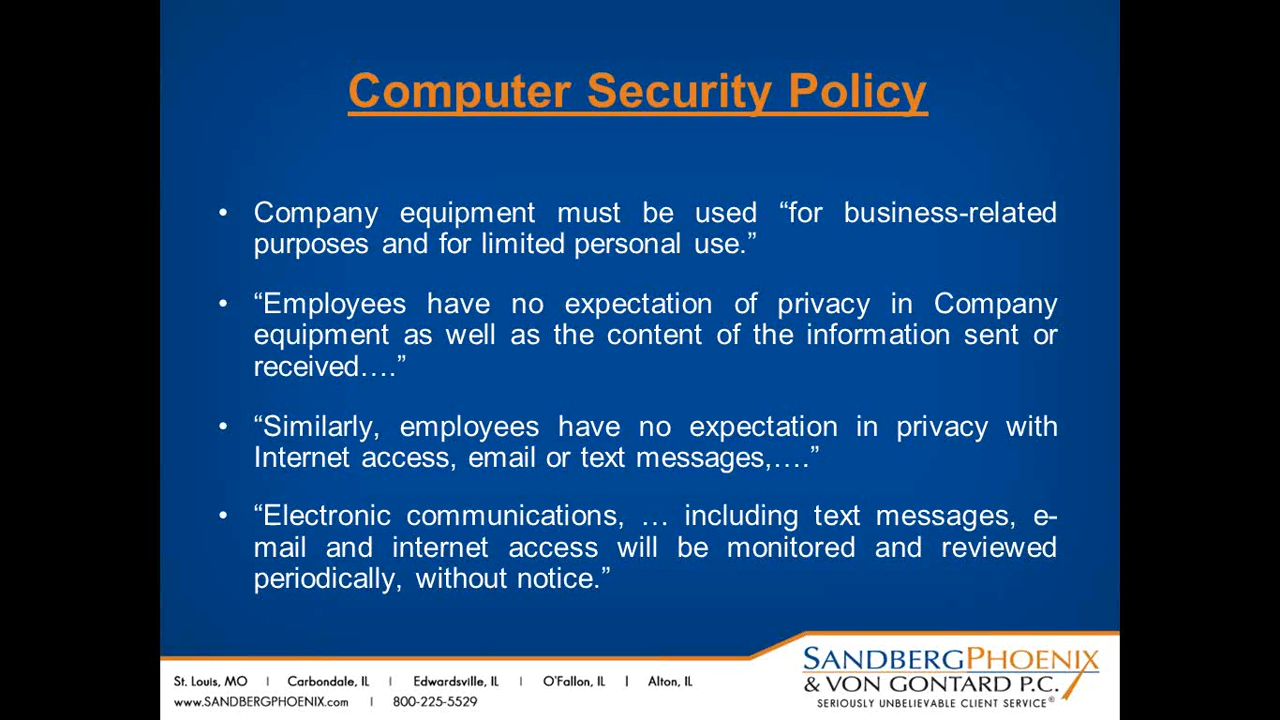 Computer Security Policy
• Company equipment must be used “for business-related
purposes and for limited personal use.”
• “Employees have no expectation of privacy in Company
equipment as well as the content of the information sent or
received….”
• “Similarly, employees have no expectation in privacy with
Internet access, email or text messages,….”
• “Electronic communications, … including text messages, e-
mail and internet access will be monitored and reviewed
periodically, without notice.”
St. Louis, MO | Carbondale, IL | Edwardsville, IL | O'Fallon, IL | Alton, IL
www.SANDBERGPHOENIX.com | 800-225-5529
SANDBERGPHOENIX
& VON GONTARD P.C.
SERIOUSLY UNBELIEVABLE CLIENT SERVICE®